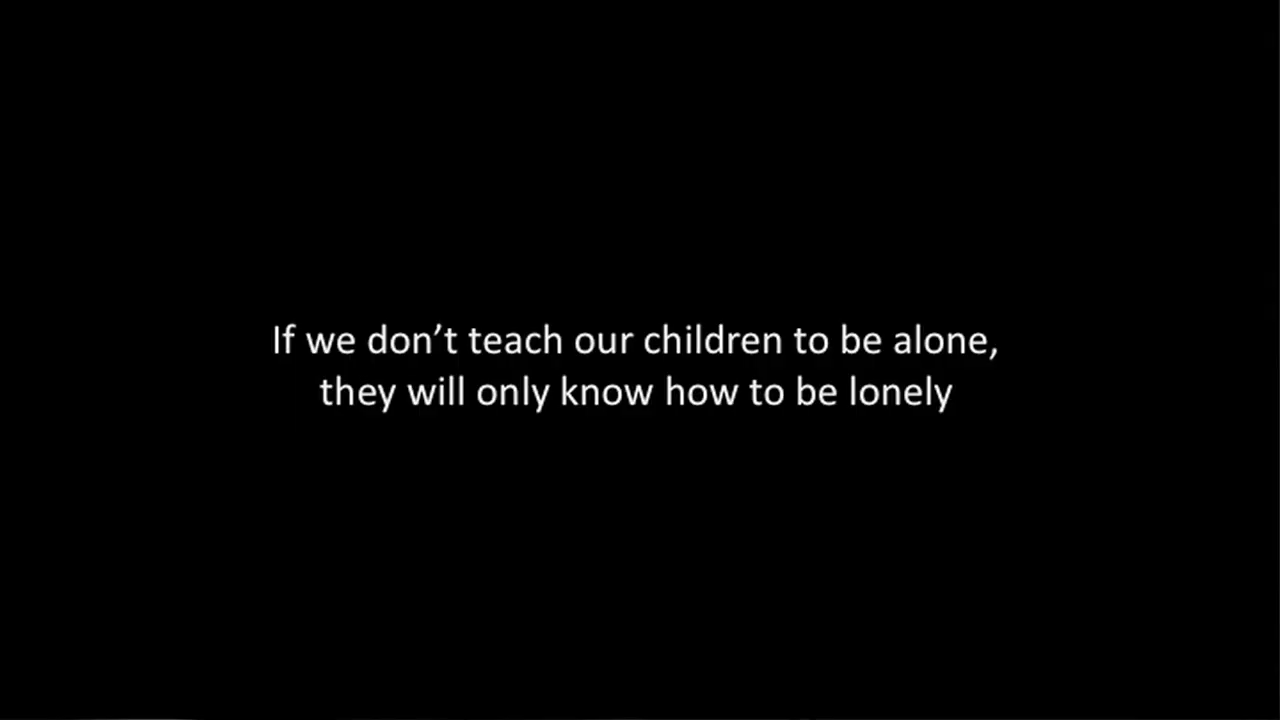 If we don’t teach our children to be alone,
they will only know how to be lonely